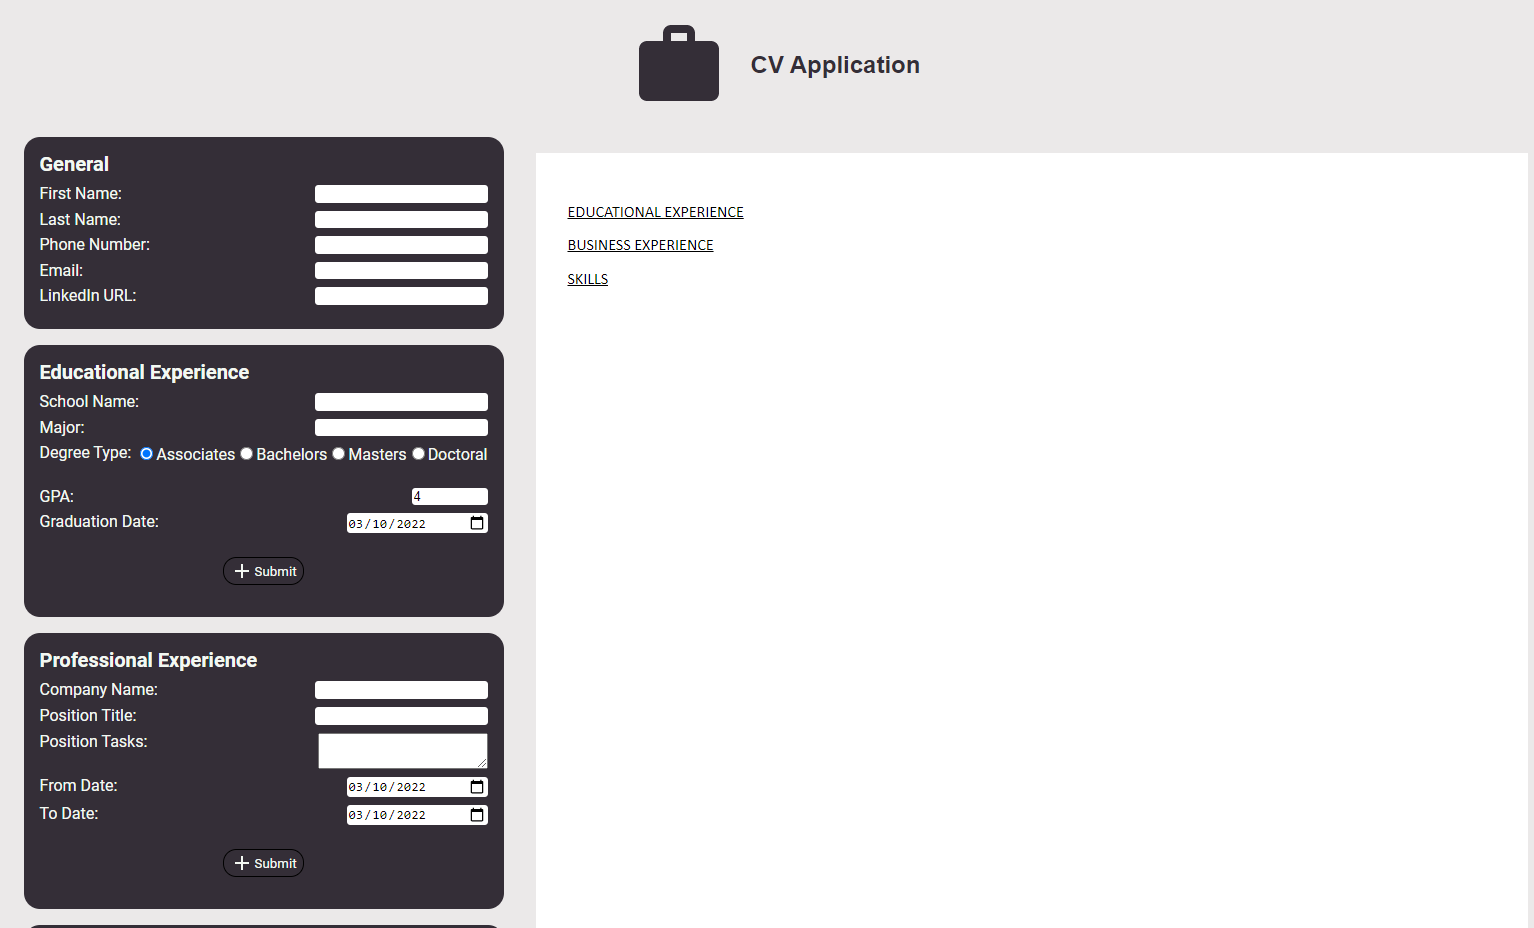 CV Application
General
First Name:
Last Name:
Phone Number:
Email:
LinkedIn URL:
Educational Experience
School Name:
Major:
Degree Type: Associates Bachelors Masters Doctoral
GPA: 4
Graduation Date: 03/10/2022
Submit
Professional Experience
Company Name:
Position Title:
Position Tasks:
From Date: 03/10/2022
To Date: 03/10/2022
Submit
EDUCATIONAL EXPERIENCE
BUSINESS EXPERIENCE
SKILLS